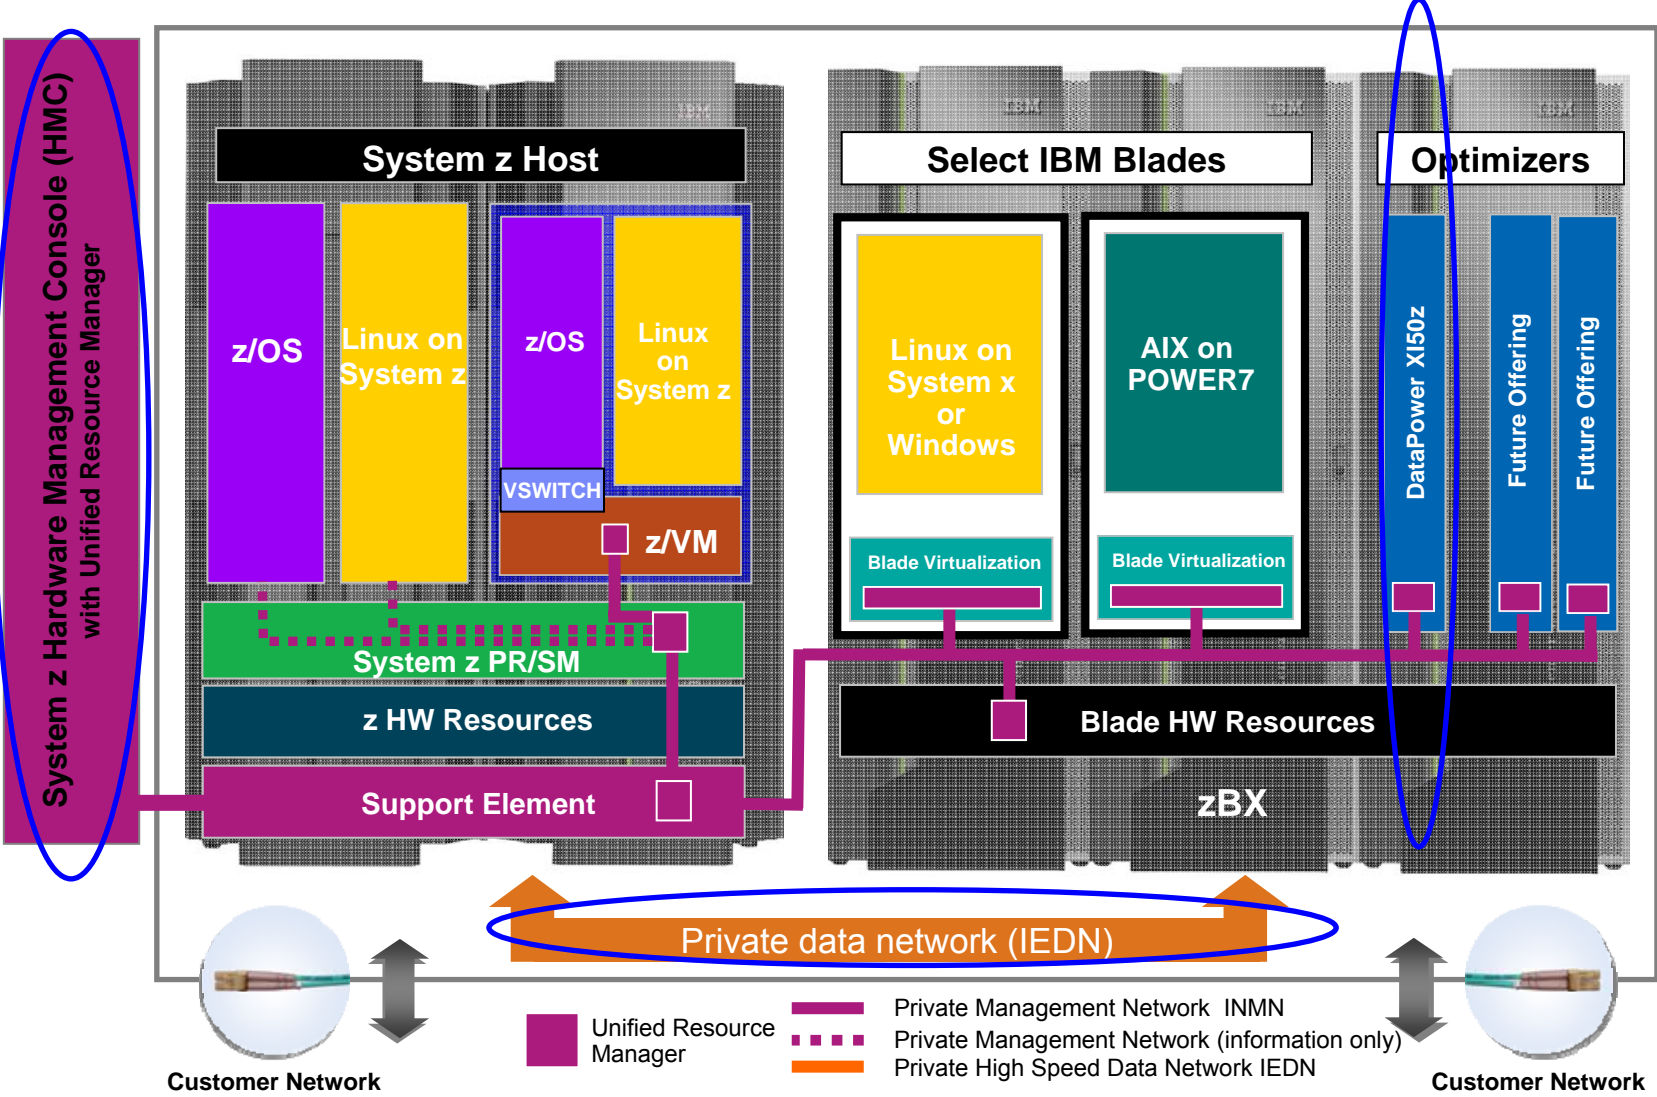 System z Hardware Management Console (HMC)
with Unified Resource Manager
IBM
IBM
IBM
IBM
System z Host
Select IBM Blades
Optimizers
z/OS
Linux on
System z
z/OS
Linux
on
System z
VSWITCH
z/VM
Linux on
System x
or
Windows
AIX on
POWER7
DataPower XI50z
Future Offering
Future Offering
Blade Virtualization
Blade Virtualization
System z PR/SM
z HW Resources
Blade HW Resources
Support Element
zBX
Private data network (IEDN)
Unified Resource
Manager
Private Management Network INMN
Private Management Network (information only)
Private High Speed Data Network IEDN
Customer Network
Customer Network